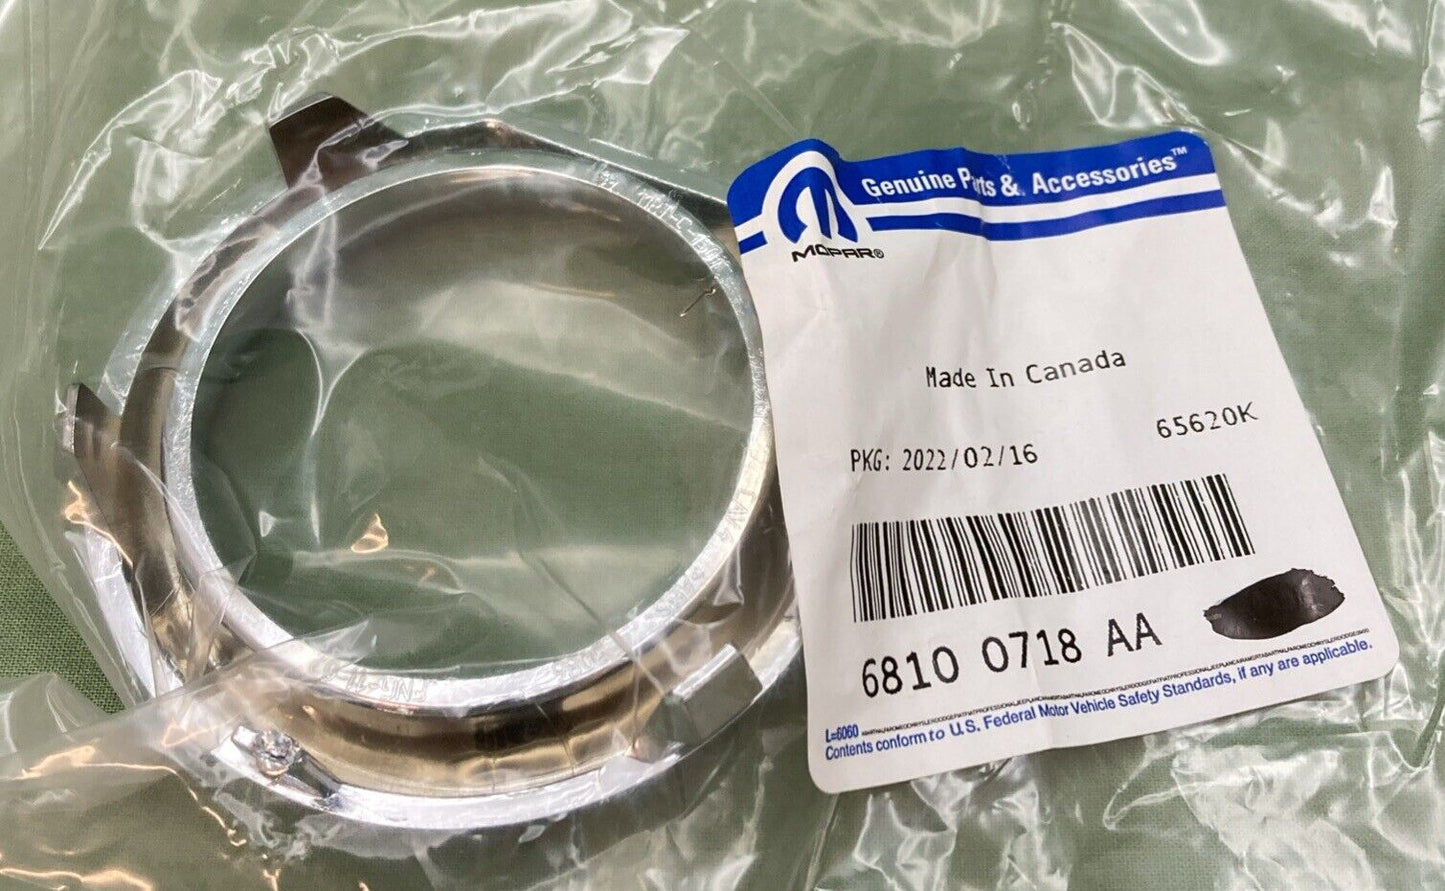 Genuine Parts & Accessories™
MOPAR®
Made In Canada
65620K
PKG: 2022/02/16
6810 0718 AA
L=6060
Contents conform to U.S. Federal Motor Vehicle Safety Standards, if any are applicable.